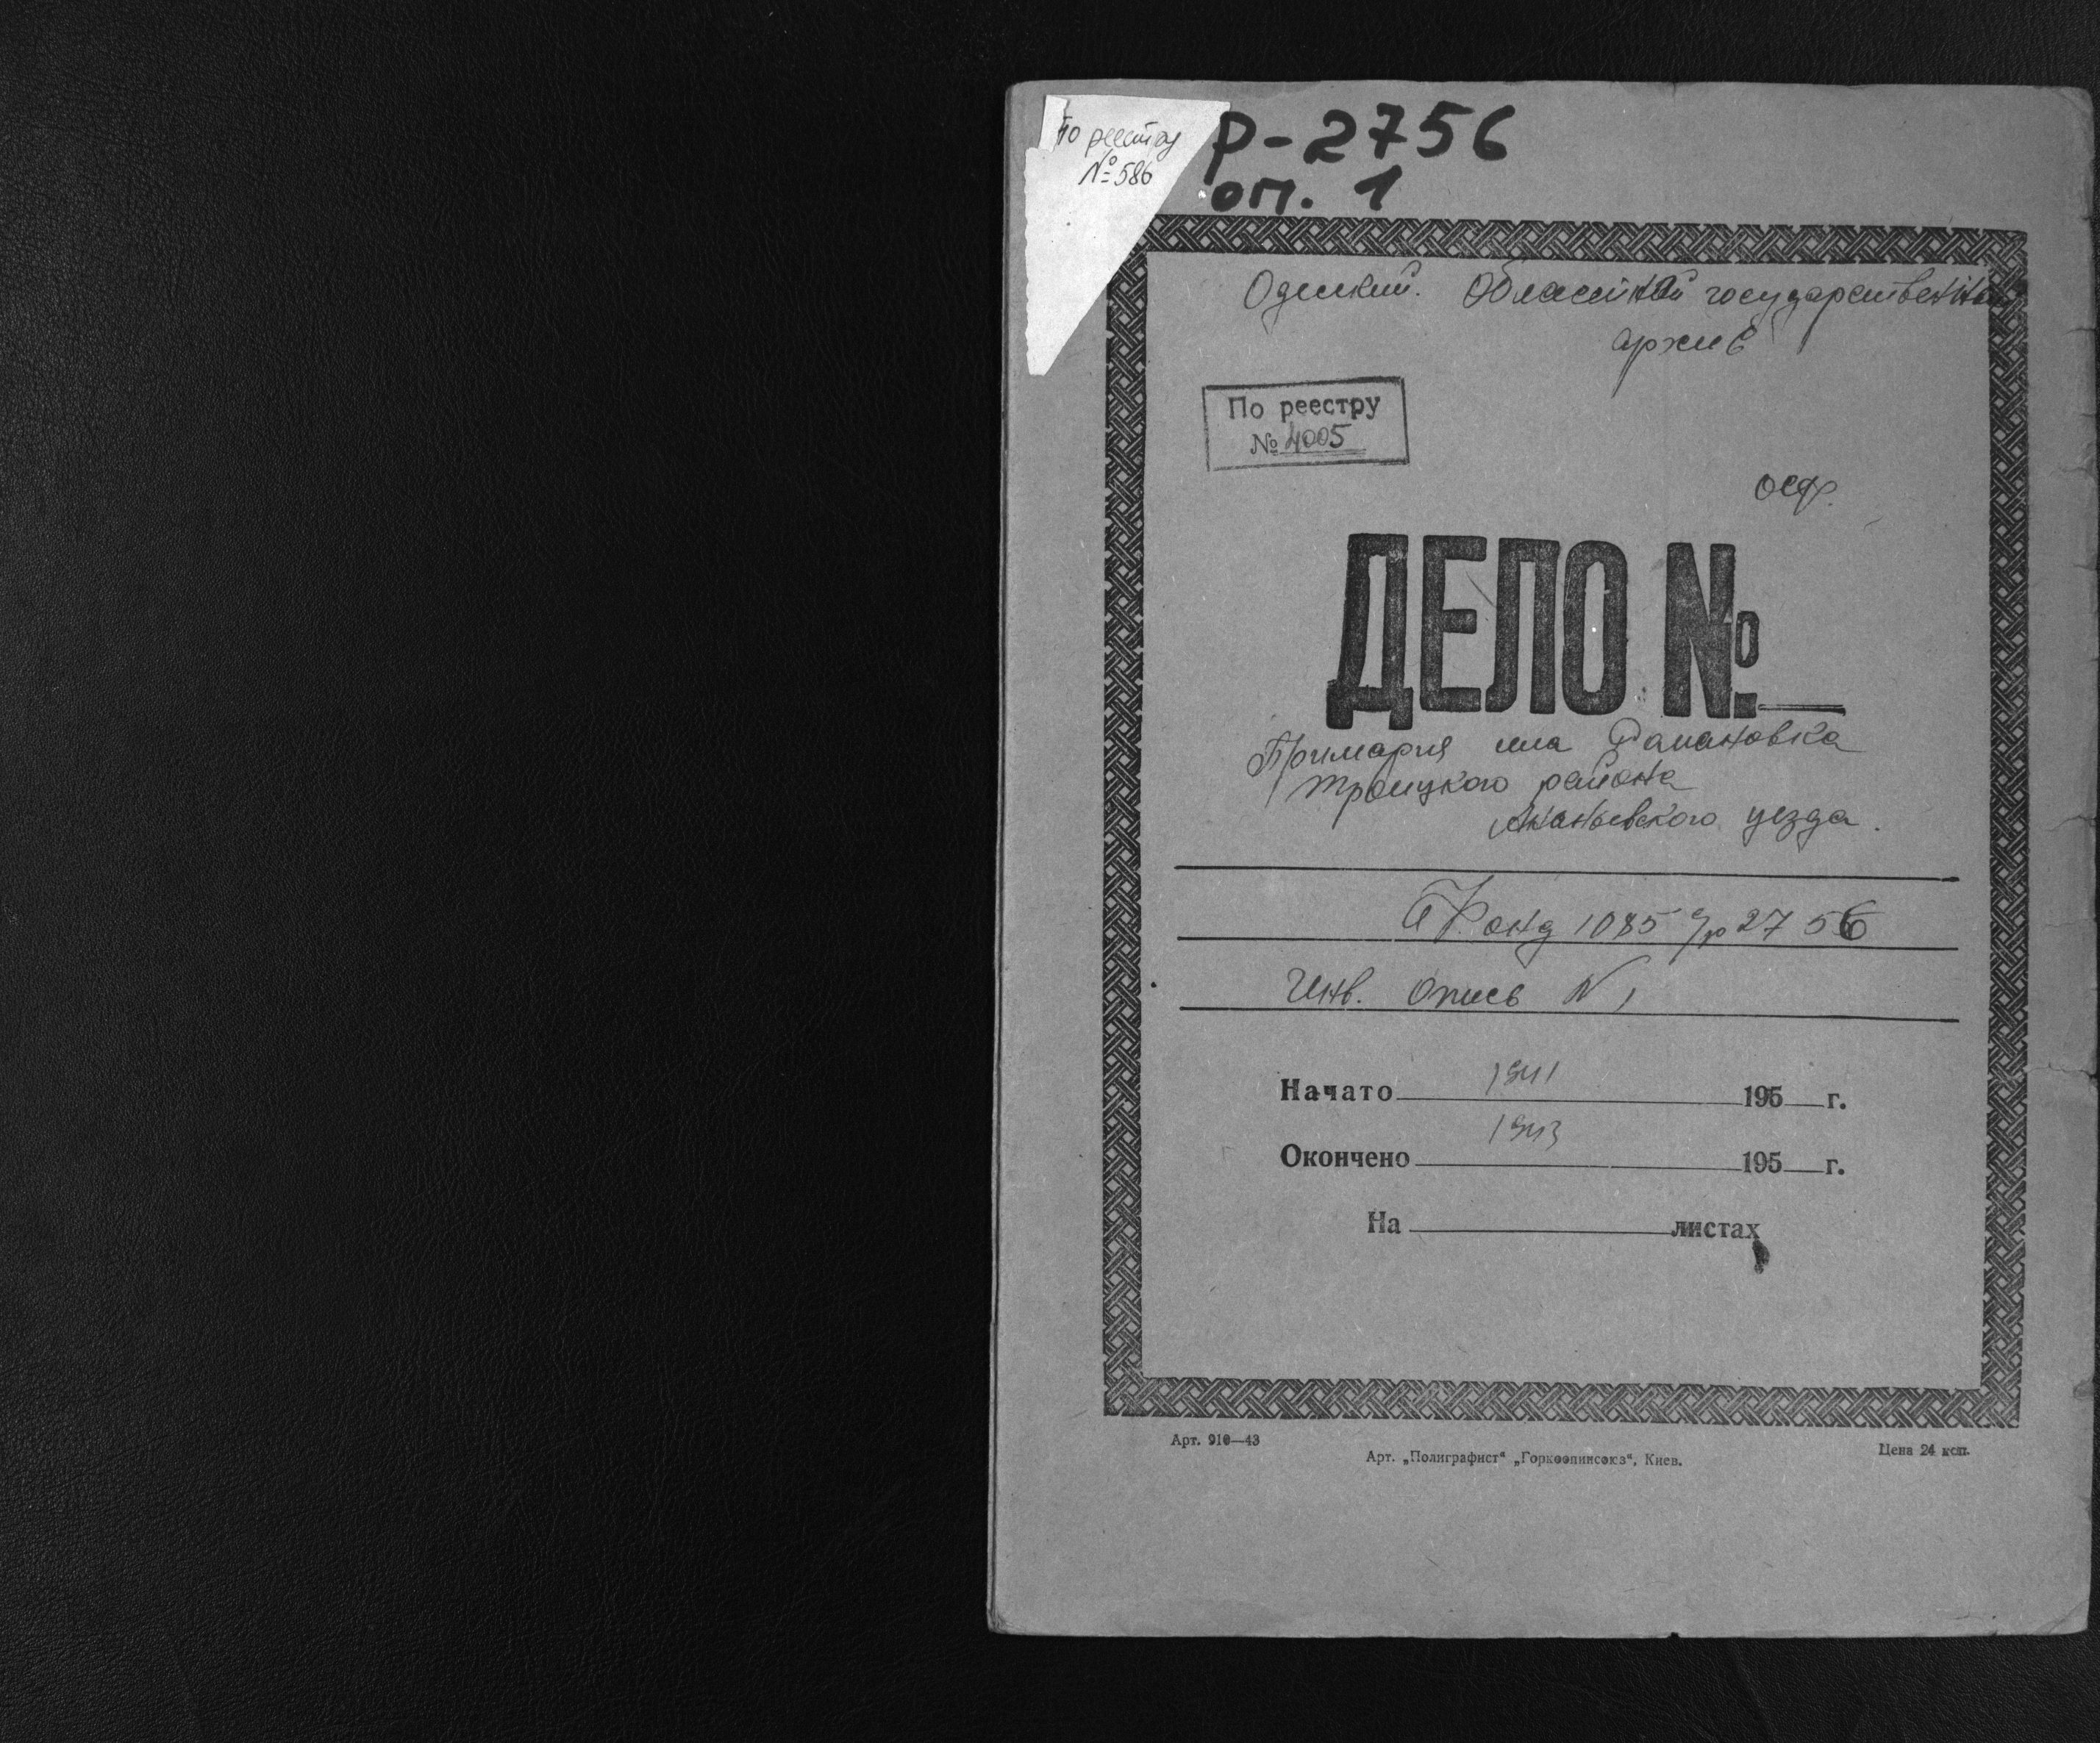 По реестру
№ 586
Р-2756
оп. 1
Одесский Областной государственный
архив
По реестру
№ 4005
ОСФ.
ДЕЛО №
Примария села Романовка
Троицкого района
Ананьевского уезда.
Фонд 1085 с/р 2756
Инв. Опись N 1
Начато 1941 195 г.
Окончено 1943 195 г.
На листах
Арт. 910—43
Арт. „Полиграфист“ „Горкоопинсоюз“, Киев.
Цена 24 коп.